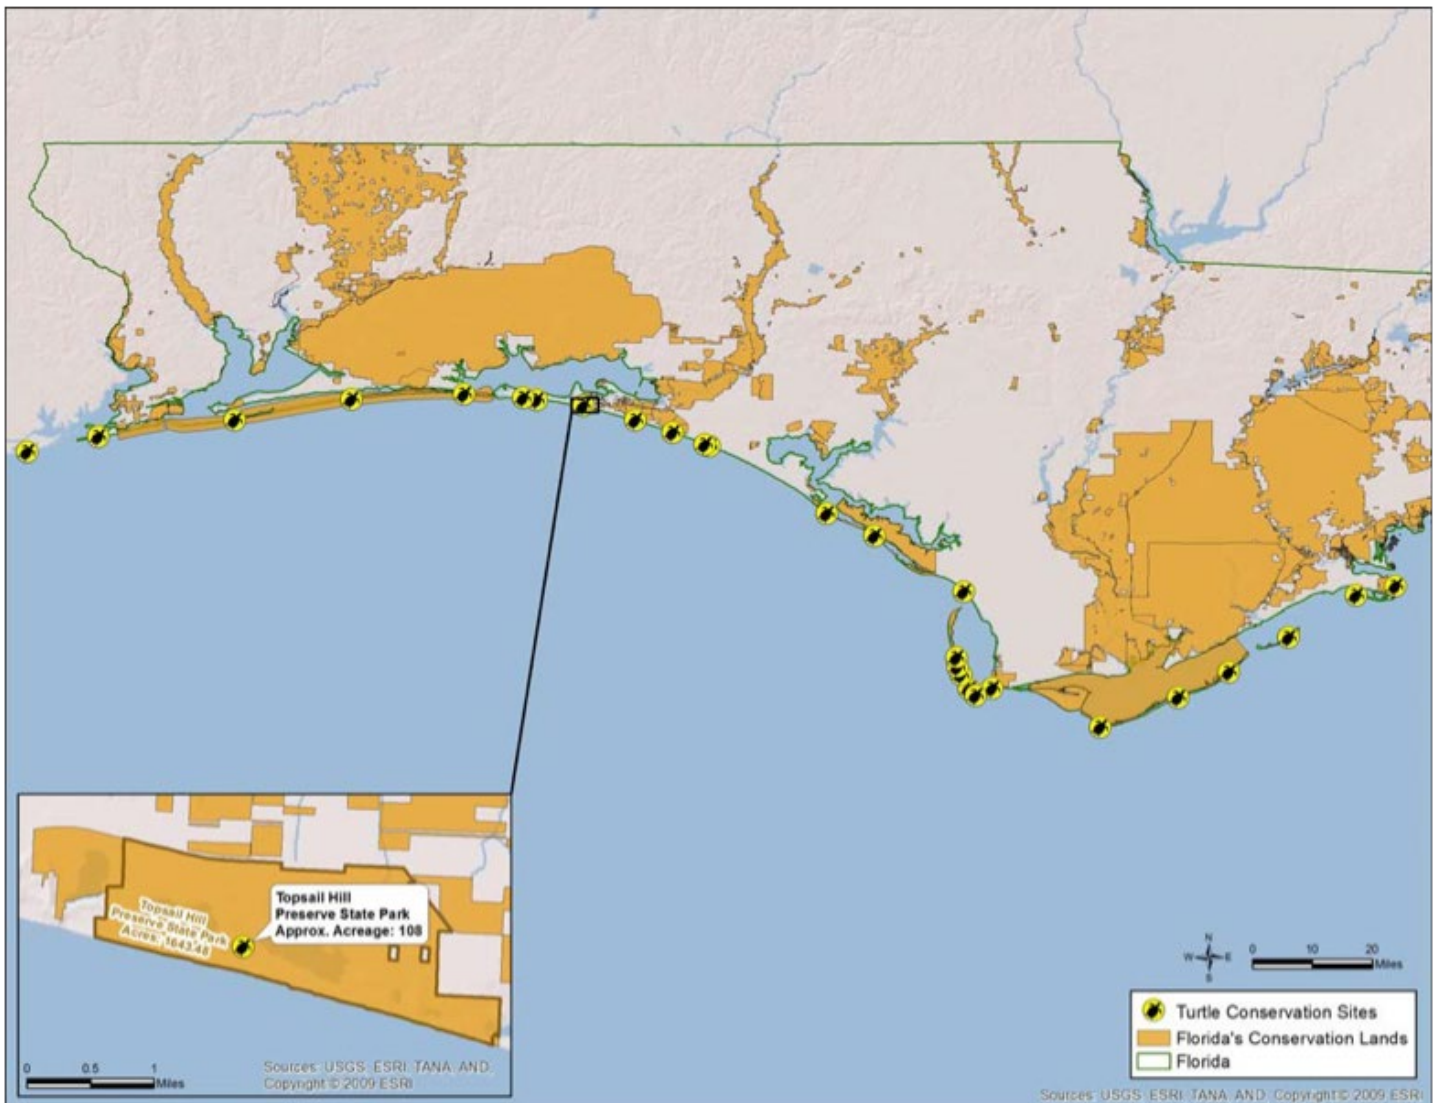 Topsail Hill
Preserve State Park
Acres: 1643.48
Topsail Hill
Preserve State Park
Approx. Acreage: 108
0 0.5 1
Miles
Sources: USGS, ESRI, TANA, AND,
Copyright © 2009 ESRI
N
W E
S
0 10 20
Miles
Turtle Conservation Sites
Florida's Conservation Lands
Florida
Sources: USGS, ESRI, TANA, AND, Copyright © 2009 ESRI